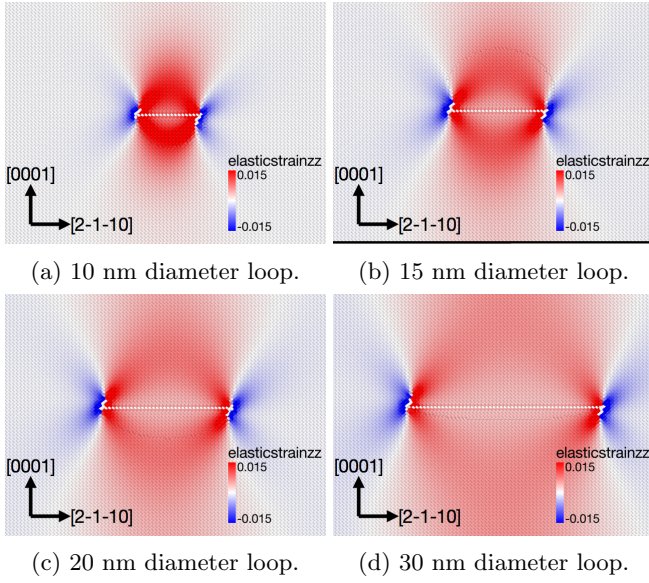 [0001]
[2-1-10]
elasticstrainzz
0.015
-0.015
(a) 10 nm diameter loop.
[0001]
[2-1-10]
elasticstrainzz
0.015
-0.015
(b) 15 nm diameter loop.
[0001]
[2-1-10]
elasticstrainzz
0.015
-0.015
(c) 20 nm diameter loop.
[0001]
[2-1-10]
elasticstrainzz
0.015
-0.015
(d) 30 nm diameter loop.